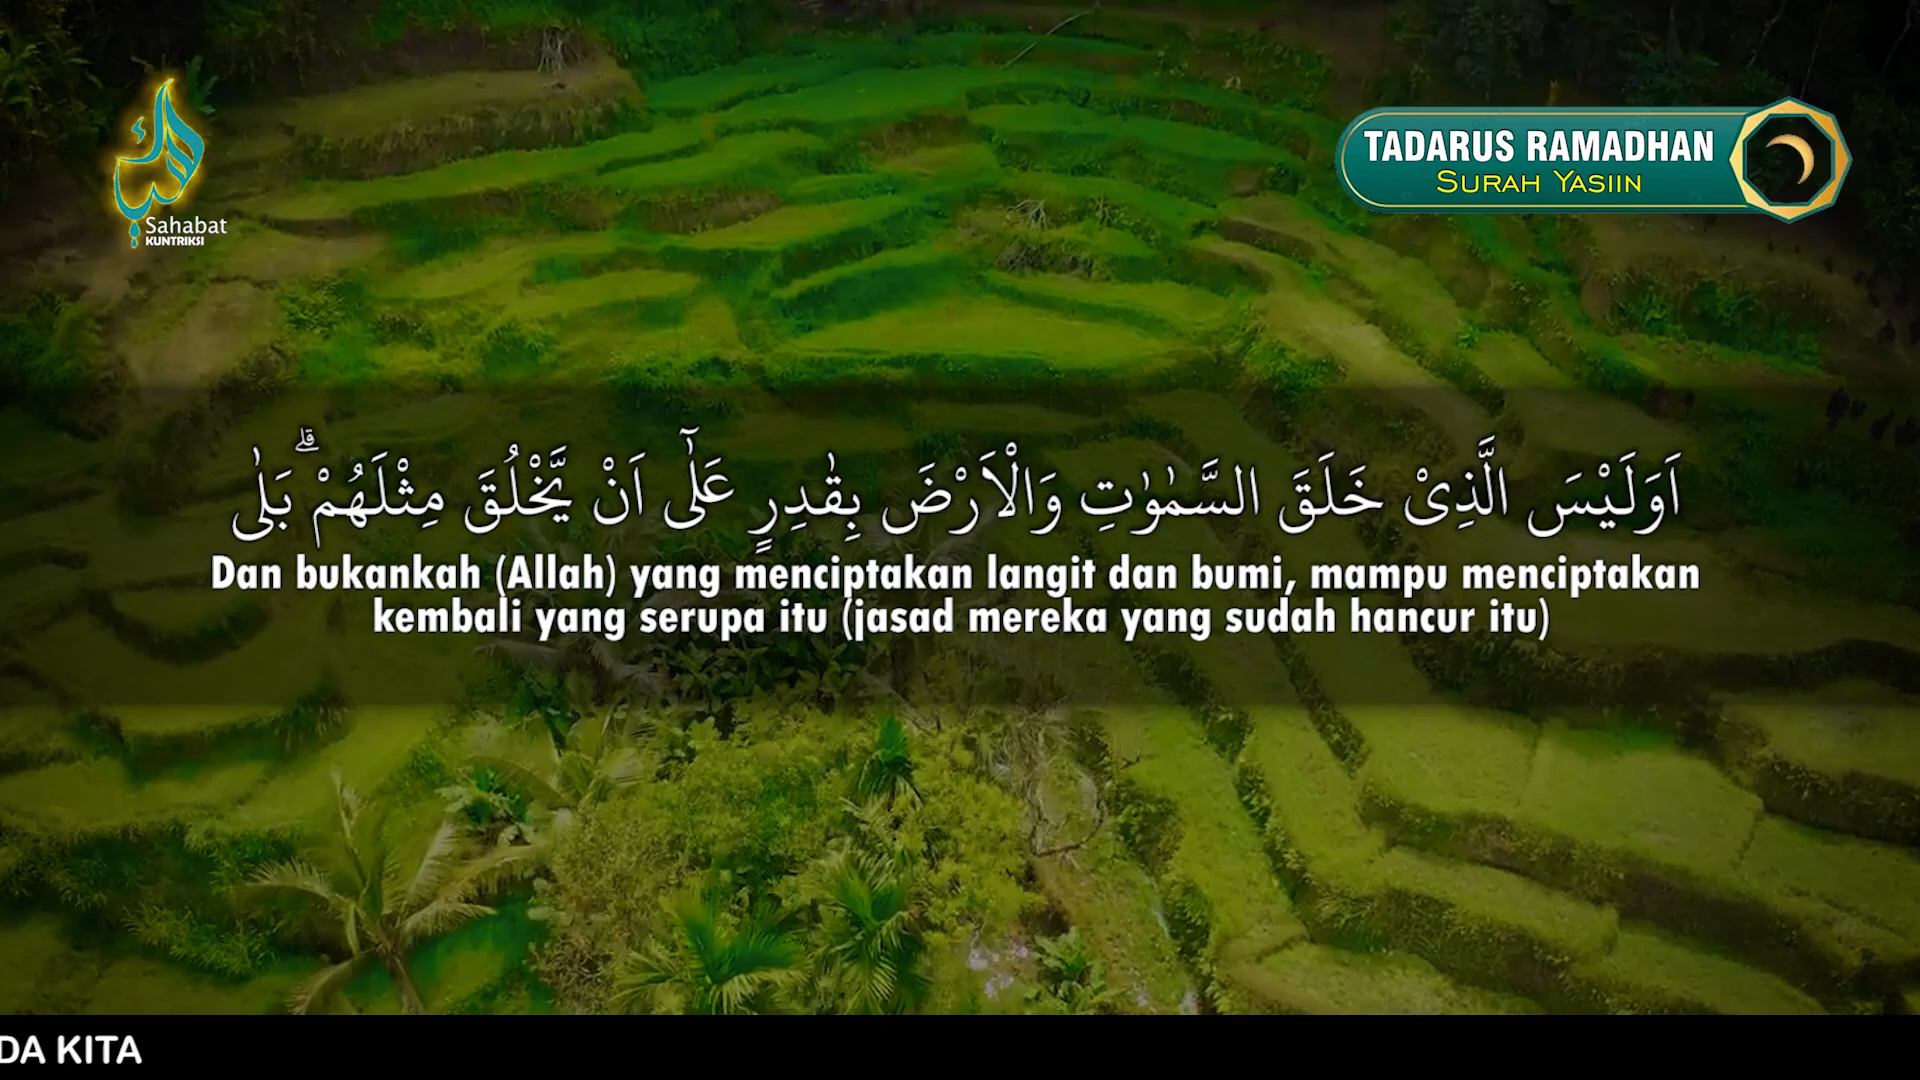 TADARUS RAMADHAN
SURAH YASIIN
Sahabat
KUNTRIKSI
اَوَلَيْسَ الَّذِىْ خَلَقَ السَّمٰوٰتِ وَالْاَرْضَ بِقٰدِرٍ عَلٰٓى اَنْ يَّخْلُقَ مِثْلَهُمْ ۗ بَلٰى
Dan bukankah (Allah) yang menciptakan langit dan bumi, mampu menciptakan
kembali yang serupa itu (jasad mereka yang sudah hancur itu)
DA KITA